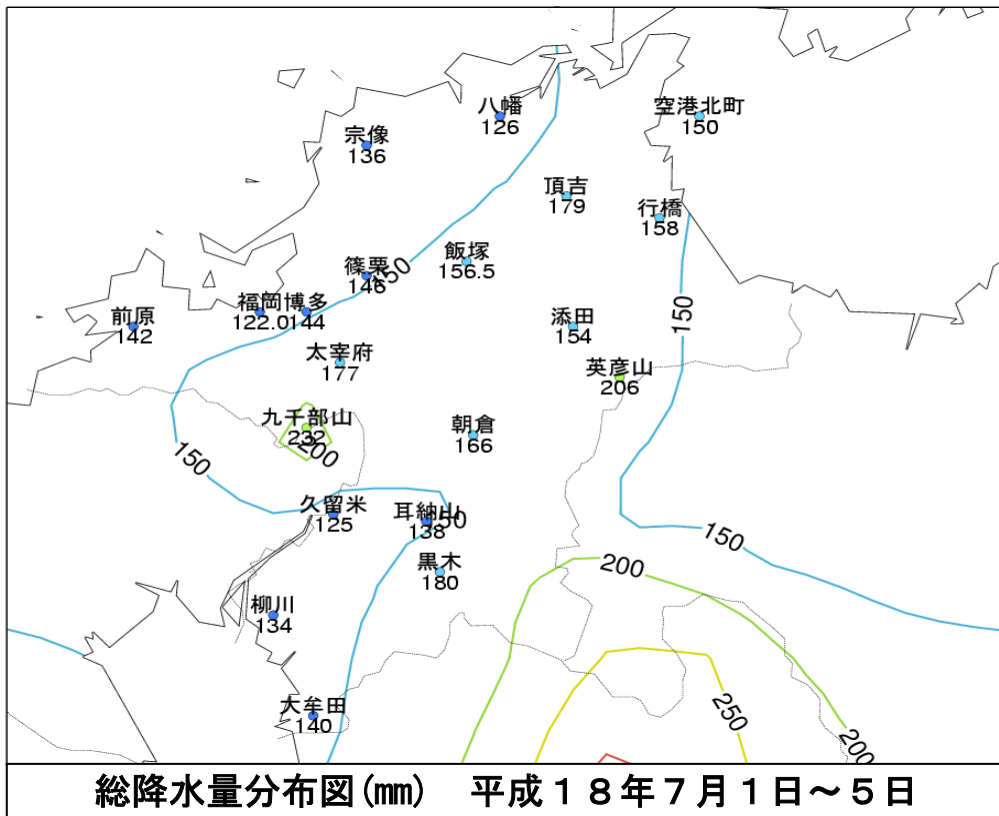 八幡
126
空港北町
150
宗像
136
頂吉
179
行橋
158
飯塚
156.5
篠栗
146
150
福岡博多
122.0144
前原
142
添田
154
150
太宰府
177
英彦山
206
九千部山
232
200
朝倉
166
150
久留米
125
耳納山
138
150
150
黒木
180
200
柳川
134
大牟田
140
250
200
総降水量分布図(mm) 平成18年7月1日～5日